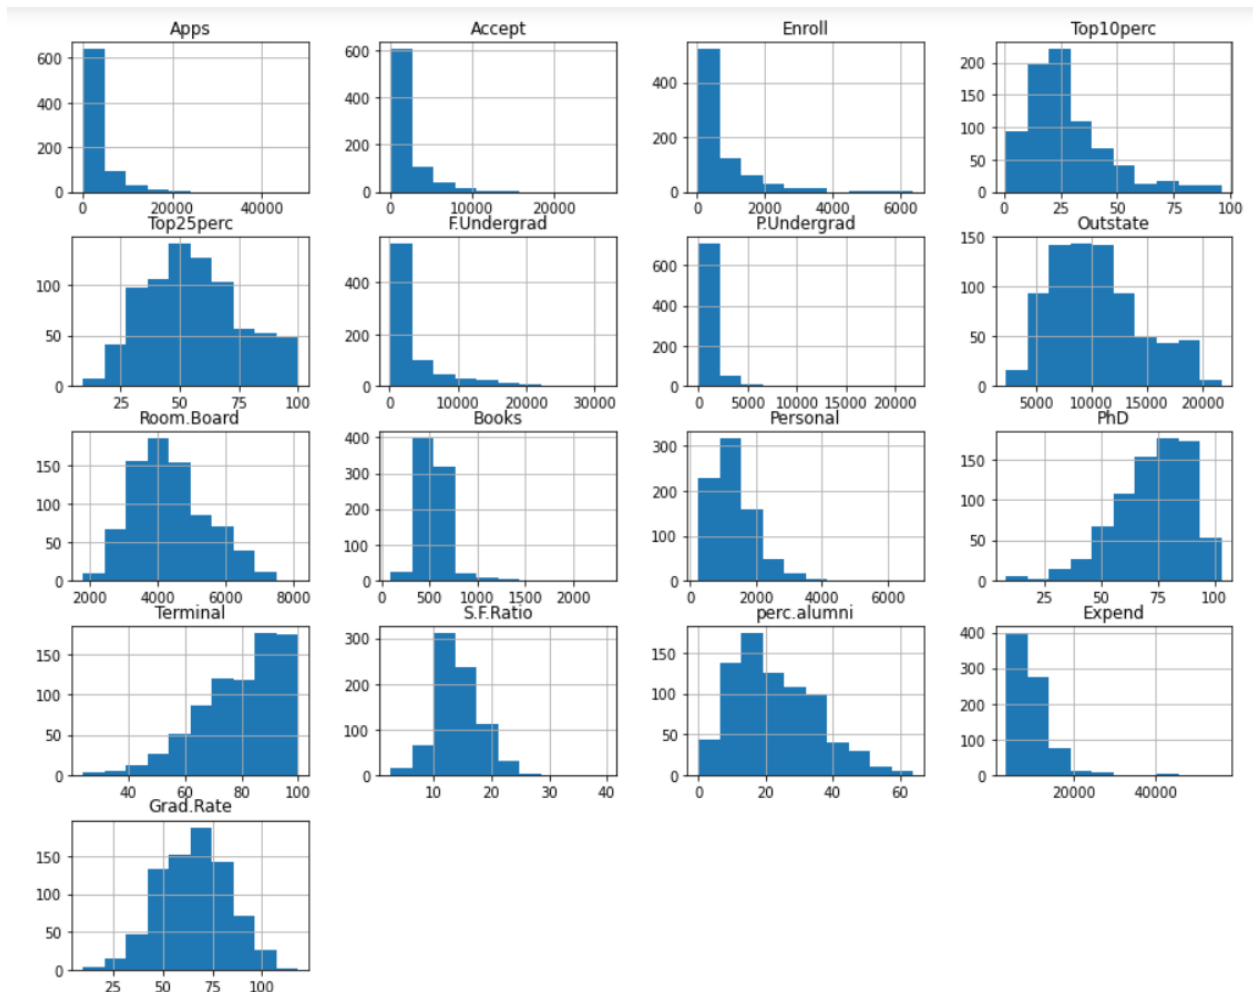 Apps
600
400
200
0
0 20000 40000
Accept
600
400
200
0
0 10000 20000
Enroll
400
200
0
0 2000 4000 6000
Top10perc
200
150
100
50
0
0 25 50 75 100
Top25perc
100
50
0
25 50 75 100
F.Undergrad
400
200
0
0 10000 20000 30000
P.Undergrad
600
400
200
0
0 5000 10000 15000 20000
Outstate
150
100
50
0
5000 10000 15000 20000
Room.Board
150
100
50
0
2000 4000 6000 8000
Books
400
300
200
100
0
0 500 1000 1500 2000
Personal
300
200
100
0
0 2000 4000 6000
PhD
150
100
50
0
25 50 75 100
Terminal
150
100
50
0
40 60 80 100
S.F.Ratio
300
200
100
0
10 20 30 40
perc.alumni
150
100
50
0
0 20 40 60
Expend
400
300
200
100
0
20000 40000
Grad.Rate
150
100
50
0
25 50 75 100